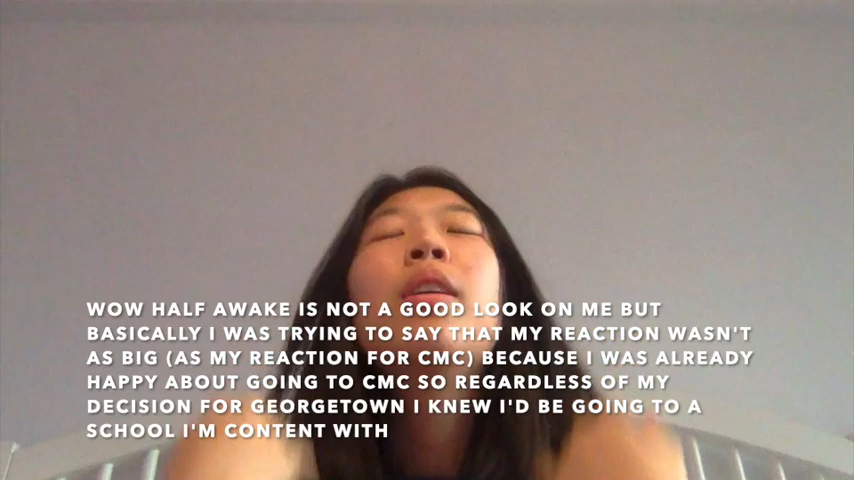 WOW HALF AWAKE IS NOT A GOOD LOOK ON ME BUT
BASICALLY I WAS TRYING TO SAY THAT MY REACTION WASN'T
AS BIG (AS MY REACTION FOR CMC) BECAUSE I WAS ALREADY
HAPPY ABOUT GOING TO CMC SO REGARDLESS OF MY
DECISION FOR GEORGETOWN I KNEW I'D BE GOING TO A
SCHOOL I'M CONTENT WITH